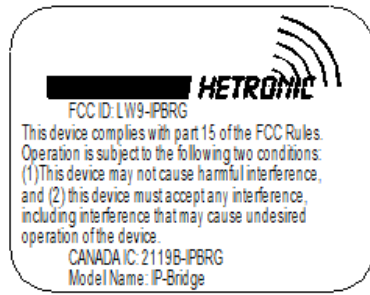 HETRONIC
FCC ID: LW9-IPBRG
This device complies with part 15 of the FCC Rules.
Operation is subject to the following two conditions:
(1)This device may not cause harmful interference,
and (2) this device must accept any interference,
including interference that may cause undesired
operation of the device.
CANADA IC: 2119B-IPBRG
Model Name: IP-Bridge